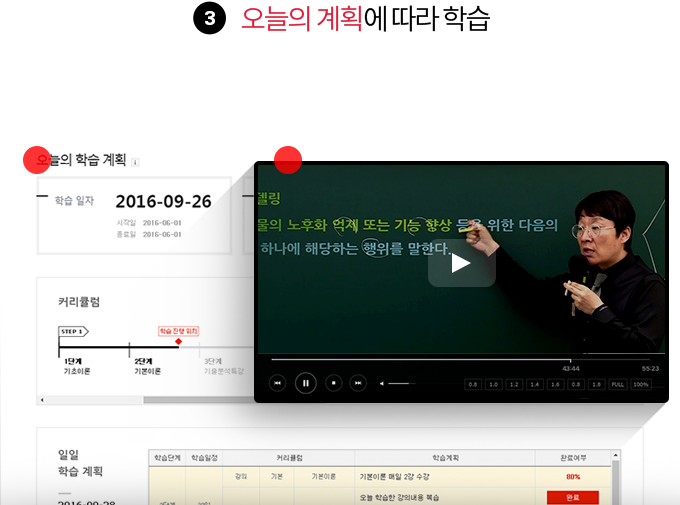 3 오늘의 계획에 따라 학습
오늘의 학습 계획
학습 일자 2016-09-26
시작일 2016-06-01
종료일 2016-06-01
델링
물의 노후화 억제 또는 기능 향상 등을 위한 다음의
하나에 해당하는 행위를 말한다.
43:44 55:23
0.8 1.0 1.2 1.4 1.6 0.8 1.8 FULL 100%
커리큘럼
STEP 1
학습 진행 위치
1단계 2단계 3단계
기초이론 기본이론 기출분석특강
일일
학습 계획
2016-09-28
학습단계 학습일정 커리큘럼 학습계획 완료여부
강의 기본 기본이론 기본이론 매일 2강 수강 80%
오늘 학습한 강의내용 복습 완료